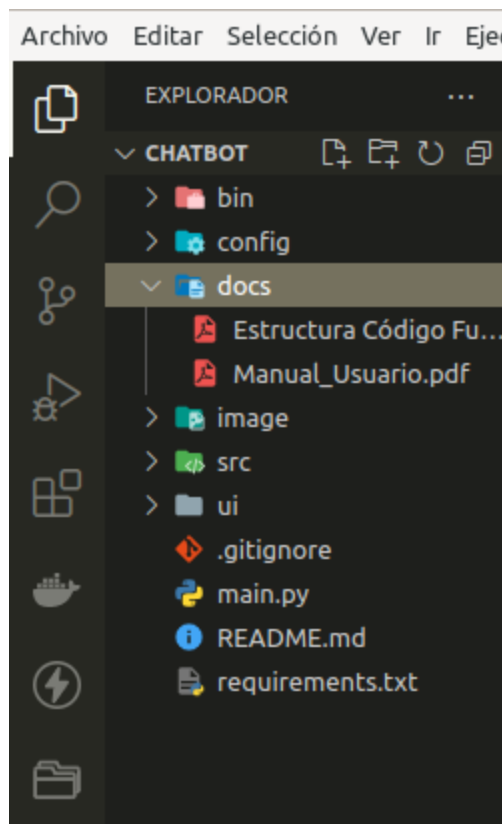 Archivo Editar Selección Ver Ir Eje
EXPLORADOR ...
CHATBOT
bin
config
docs
Estructura Código Fu...
Manual_Usuario.pdf
image
src
ui
.gitignore
main.py
README.md
requirements.txt